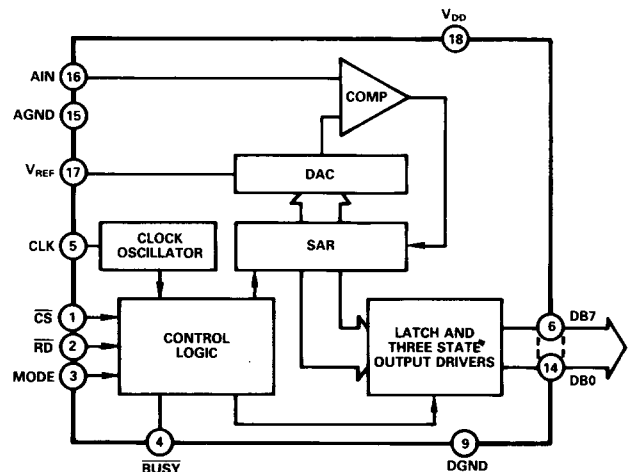 VDD
18
AIN 16
COMP
AGND 15
VREF 17
DAC
CLK 5
CLOCK
OSCILLATOR
SAR
CS 1
RD 2
MODE 3
CONTROL
LOGIC
LATCH AND
THREE STATE
OUTPUT DRIVERS
6 DB7
14 DB0
4
BUSY
9
DGND